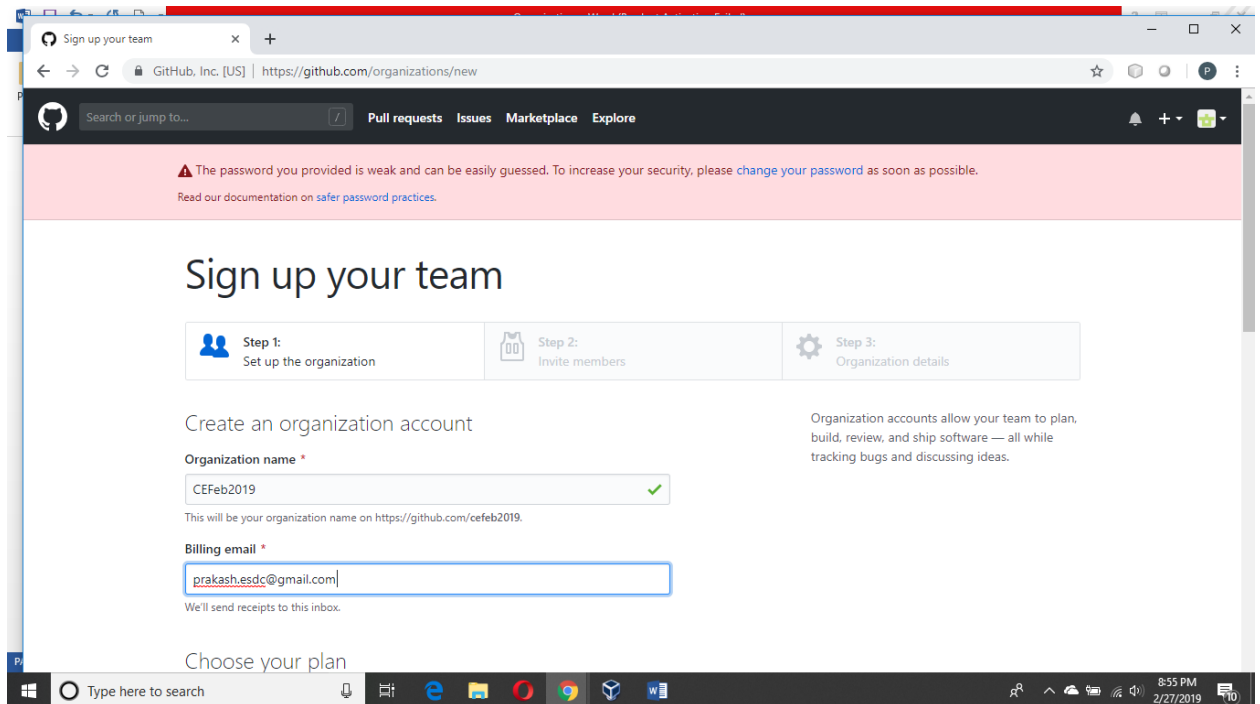 Sign up your team
GitHub, Inc. [US] | https://github.com/organizations/new
P
Search or jump to... /
Pull requests Issues Marketplace Explore
The password you provided is weak and can be easily guessed. To increase your security, please change your password as soon as possible.
Read our documentation on safer password practices.
Sign up your team
Step 1:
Set up the organization
Step 2:
Invite members
Step 3:
Organization details
Create an organization account
Organization accounts allow your team to plan,
build, review, and ship software — all while
tracking bugs and discussing ideas.
Organization name *
CEFeb2019
This will be your organization name on https://github.com/cefeb2019.
Billing email *
prakash.esdc@gmail.com
We'll send receipts to this inbox.
Choose your plan
Type here to search
8:55 PM
2/27/2019
10